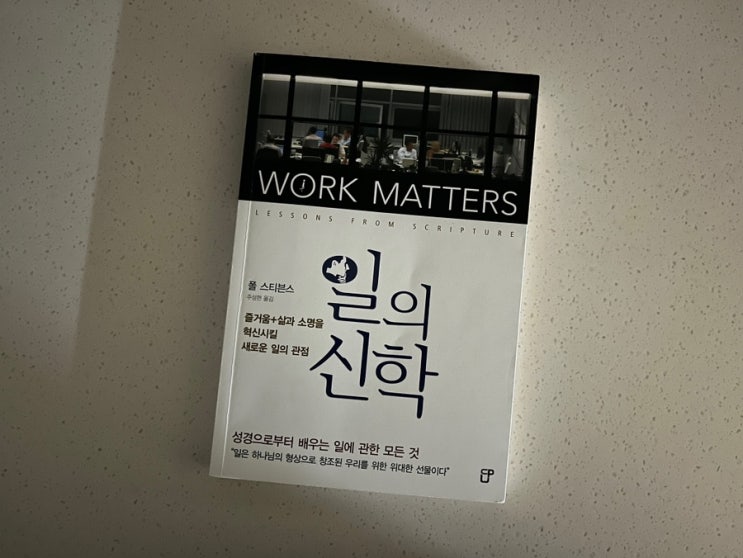 WORK MATTERS
LESSONS FROM SCRIPTURE
일의
신학
폴 스티븐스
주성현 옮김
즐거움+삶과 소명을
혁신시킬
새로운 일의 관점
성경으로부터 배우는 일에 관한 모든 것
"일은 하나님의 형상으로 창조된 우리를 위한 위대한 선물이다"